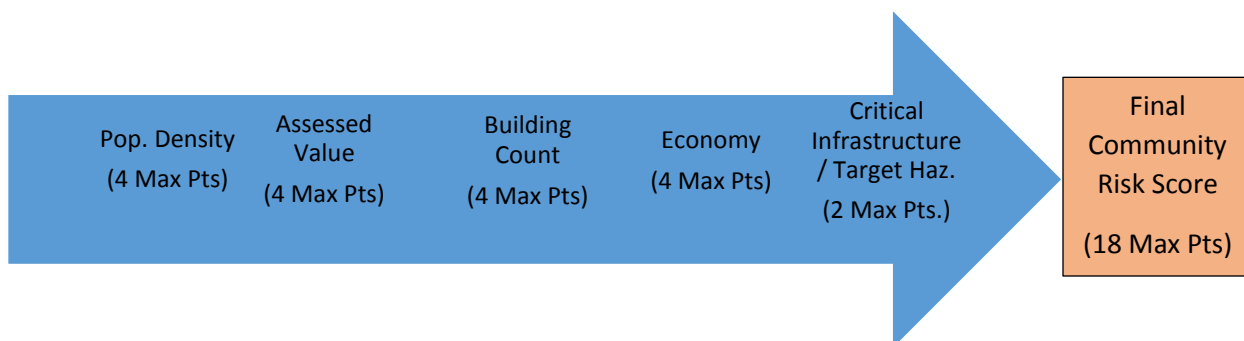 Pop. Density
(4 Max Pts)
Assessed
Value
(4 Max Pts)
Building
Count
(4 Max Pts)
Economy
(4 Max Pts)
Critical
Infrastructure
/ Target Haz.
(2 Max Pts.)
Final
Community
Risk Score
(18 Max Pts)